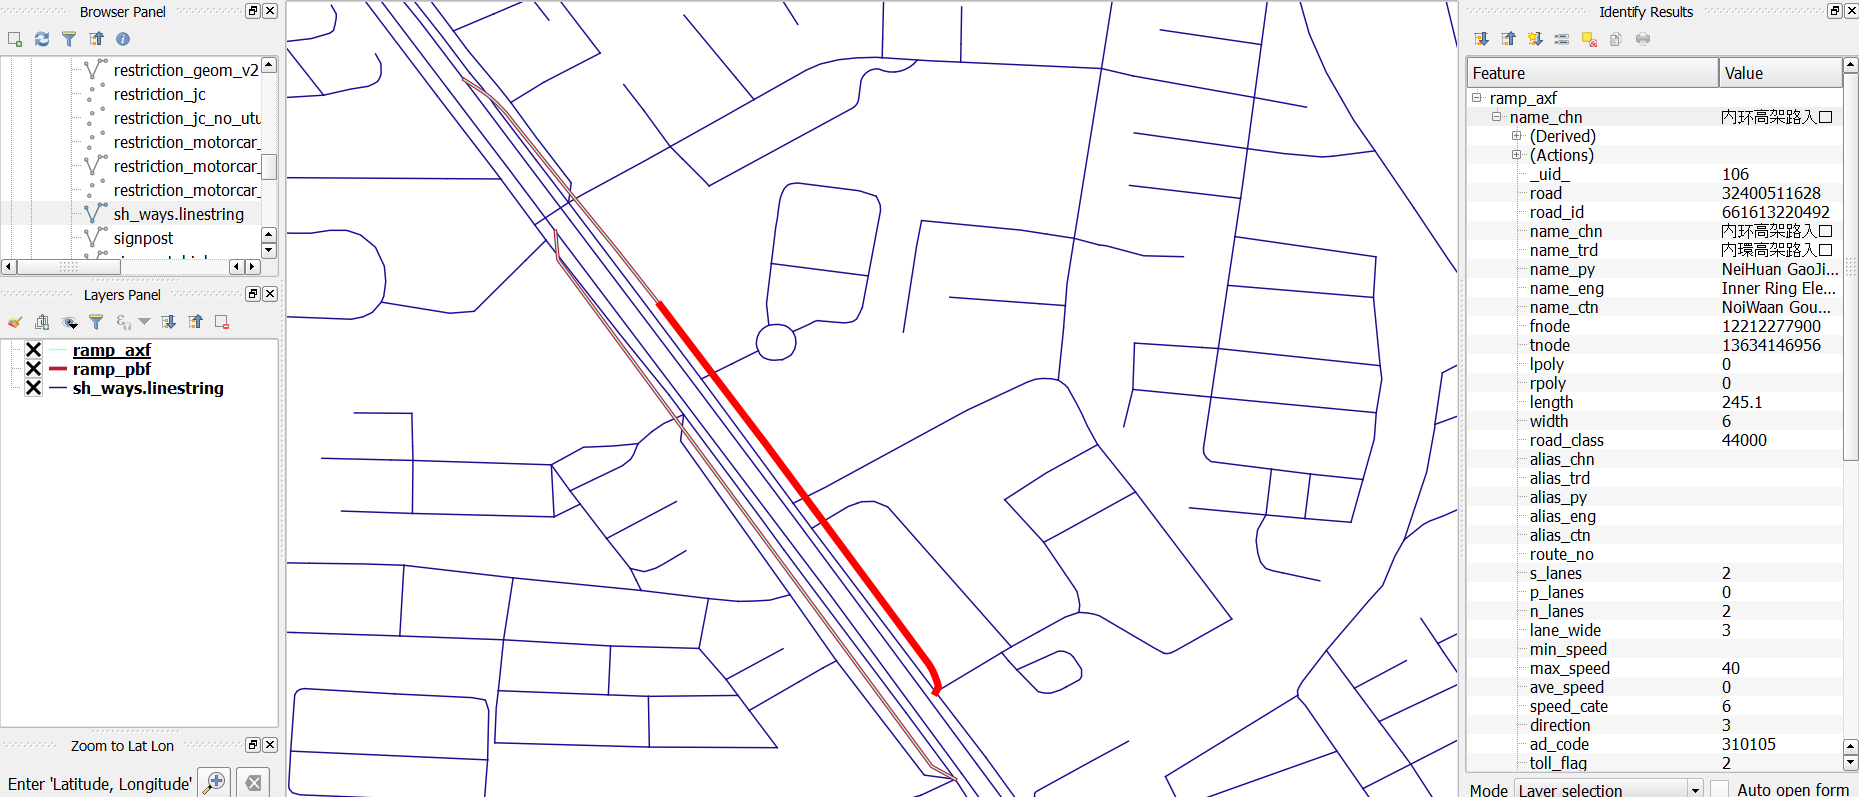 Browser Panel
restriction_geom_v2
restriction_jc
restriction_jc_no_utu
restriction_motorcar_
restriction_motorcar_
restriction_motorcar_
sh_ways.linestring
signpost
Layers Panel
ramp_axf
ramp_pbf
sh_ways.linestring
Zoom to Lat Lon
Enter 'Latitude, Longitude'
Identify Results
Feature Value
ramp_axf
name_chn 内环高架路入口
(Derived)
(Actions)
_uid_ 106
road 32400511628
road_id 661613220492
name_chn 内环高架路入口
name_trd 内環高架路入口
name_py NeiHuan GaoJi...
name_eng Inner Ring Ele...
name_ctn NoiWaan Gou...
fnode 12212277900
tnode 13634146956
lpoly 0
rpoly 0
length 245.1
width 6
road_class 44000
alias_chn
alias_trd
alias_py
alias_eng
alias_ctn
route_no
s_lanes 2
p_lanes 0
n_lanes 2
lane_wide 3
min_speed
max_speed 40
ave_speed 0
speed_cate 6
direction 3
ad_code 310105
toll_flag 2
Mode Layer selection Auto open form